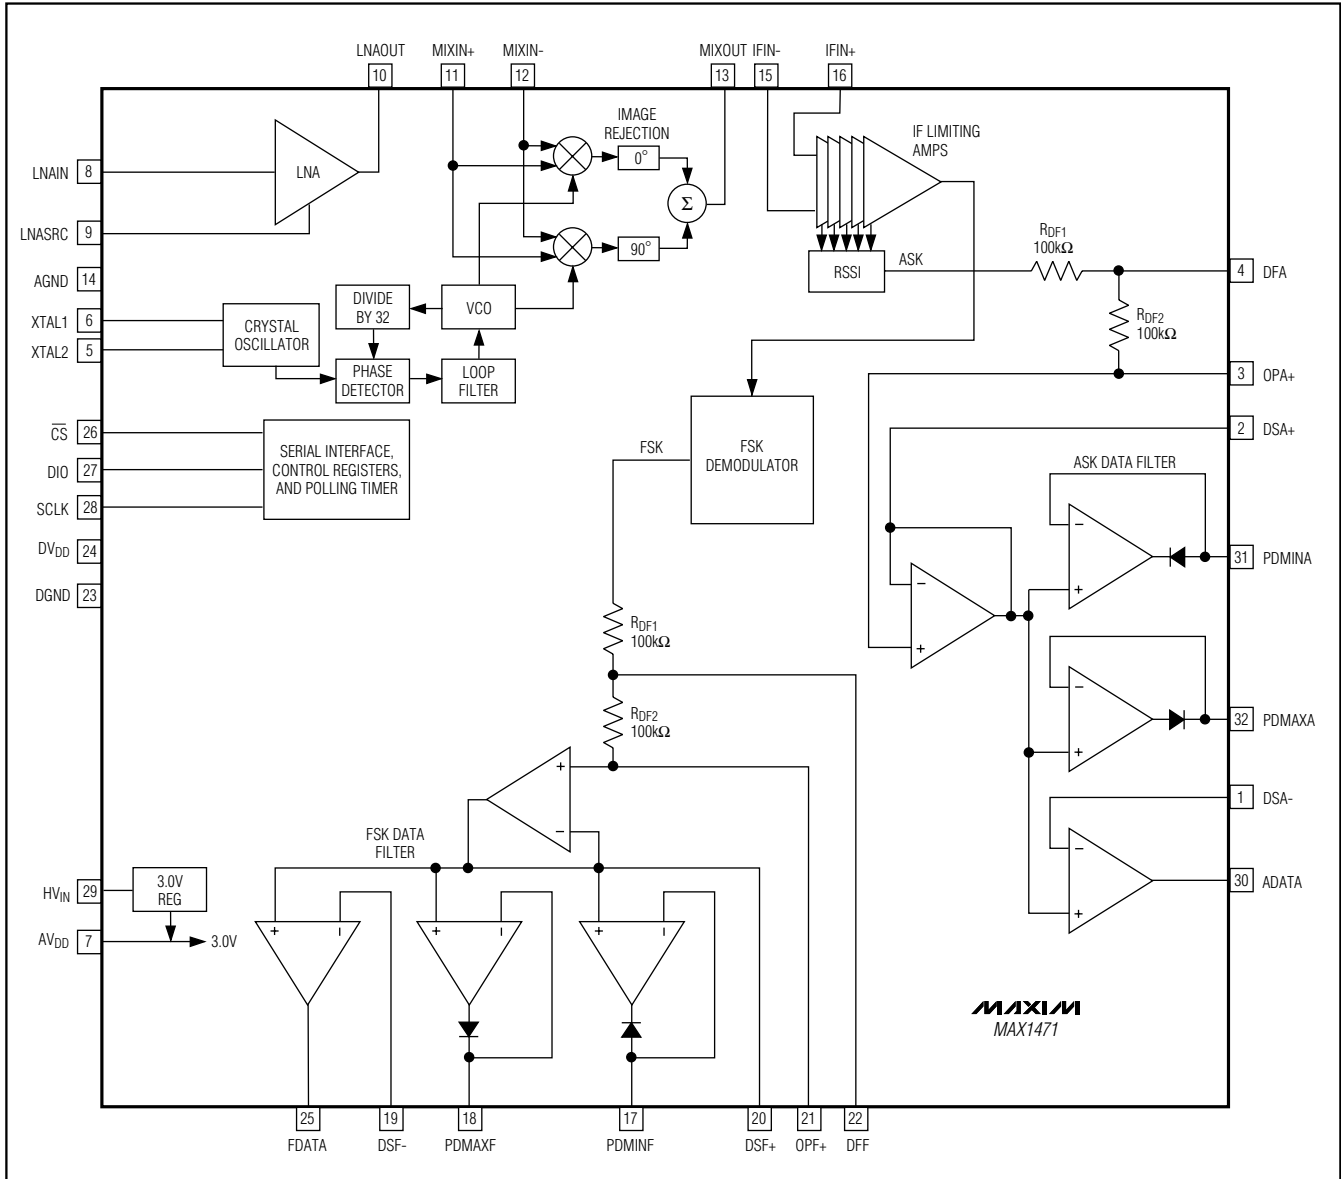 LNAOUT MIXIN+ MIXIN- MIXOUT IFIN- IFIN+
10 11 12 13 15 16
IMAGE
REJECTION
IF LIMITING
AMPS
LNAIN 8
LNA
0°
Σ
LNASRC 9
90°
RSSI
ASK
RDF1
100kΩ
4 DFA
AGND 14
XTAL1 6
XTAL2 5
CRYSTAL
OSCILLATOR
DIVIDE
BY 32
VCO
PHASE
DETECTOR
LOOP
FILTER
RDF2
100kΩ
3 OPA+
2 DSA+
C̅S̅ 26
DIO 27
SCLK 28
SERIAL INTERFACE,
CONTROL REGISTERS,
AND POLLING TIMER
FSK
FSK
DEMODULATOR
ASK DATA FILTER
−
+
31 PDMINA
DVDD 24
DGND 23
−
+
RDF1
100kΩ
RDF2
100kΩ
−
+
32 PDMAXA
1 DSA-
−
+
30 ADATA
+
−
FSK DATA
FILTER
HVIN 29
3.0V
REG
AVDD 7
3.0V
+ − + − + −
MAXIM
MAX1471
25 19 18 17 20 21 22
FDATA DSF- PDMAXF PDMINF DSF+ OPF+ DFF